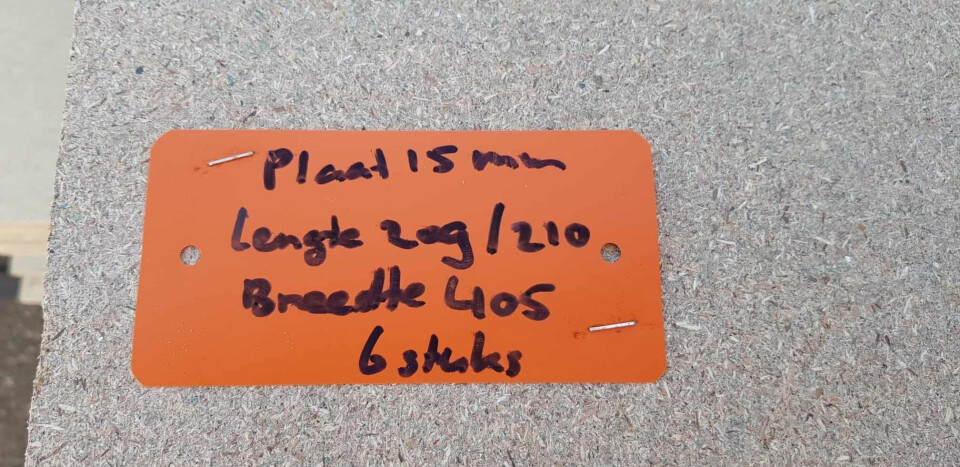 Plaat 15 mm
Lengte 209/210
Breedte 405
6 stuks